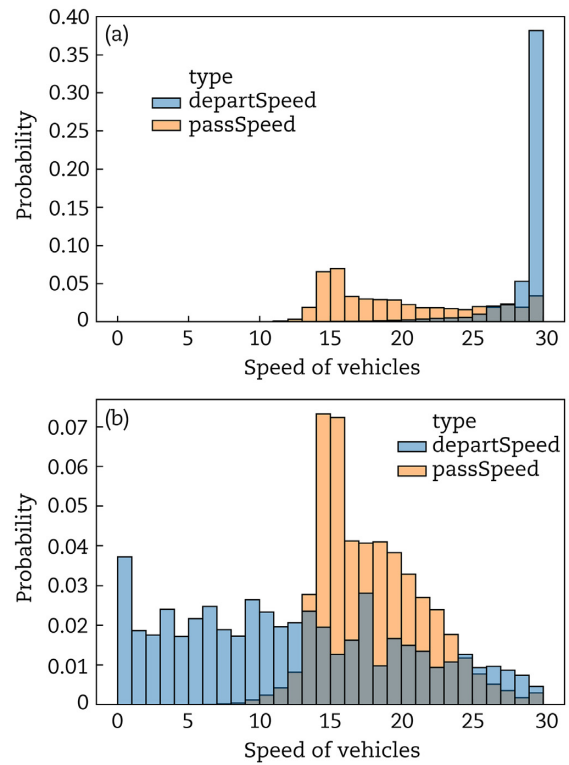 0.40
(a)
0.35
type
0.30
departSpeed
passSpeed
0.25
Probability
0.20
0.15
0.10
0.05
0
0 5 10 15 20 25 30
Speed of vehicles
(b)
type
0.07
departSpeed
passSpeed
0.06
0.05
Probability
0.04
0.03
0.02
0.01
0
0 5 10 15 20 25 30
Speed of vehicles